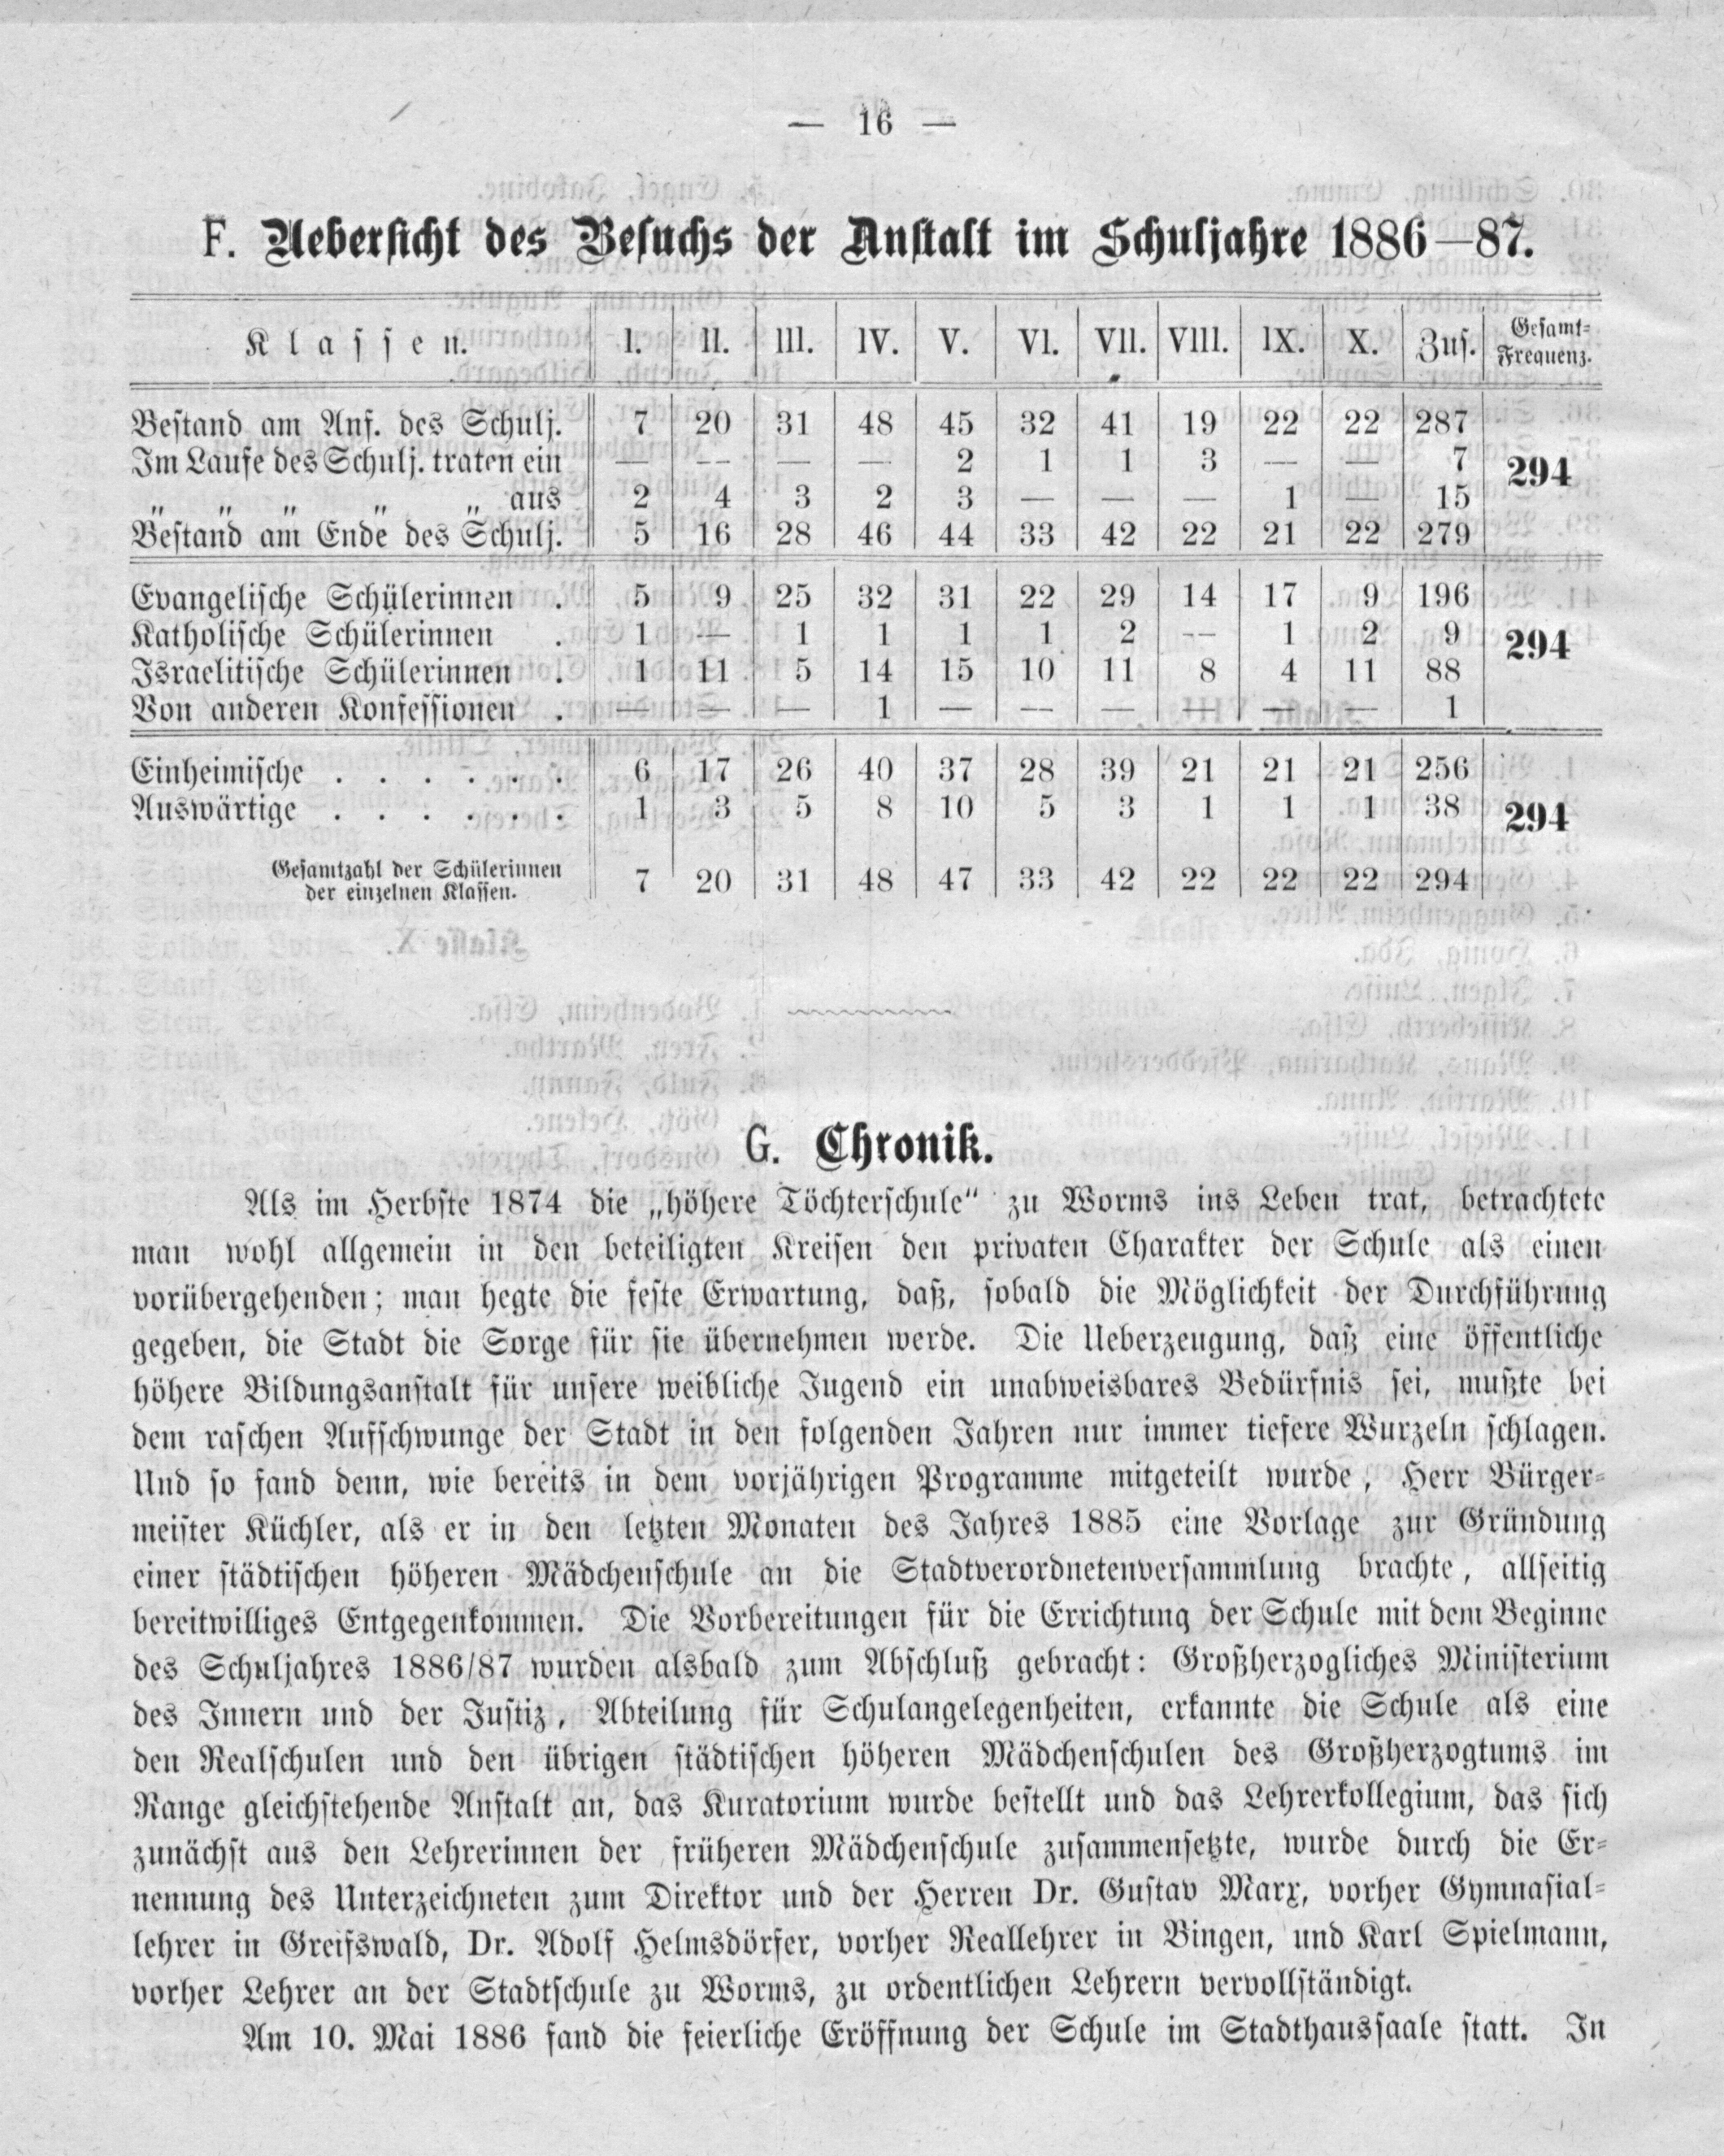 — 16 —
F. Uebersicht des Besuchs der Anstalt im Schuljahre 1886—87.
Klassen. I. II. III. IV. V. VI. VII. VIII. IX. X. Zus. Gesamt-Frequenz.
Bestand am Anf. des Schulj. 7 20 31 48 45 32 41 19 22 22 287
Im Laufe des Schulj. traten ein — — — — 2 1 1 3 — — 7 294
„ „ „ „ „ aus 2 4 3 2 3 — — — 1 — 15
Bestand am Ende des Schulj. 5 16 28 46 44 33 42 22 21 22 279
Evangelische Schülerinnen . 5 9 25 32 31 22 29 14 17 9 196
Katholische Schülerinnen . 1 — 1 1 1 1 2 — 1 2 9 294
Israelitische Schülerinnen . 1 11 5 14 15 10 11 8 4 11 88
Von anderen Konfessionen . — — — 1 — — — — — — 1
Einheimische . . . . . . 6 17 26 40 37 28 39 21 21 21 256
Auswärtige . . . . . . 1 3 5 8 10 5 3 1 1 1 38 294
Gesamtzahl der Schülerinnen
der einzelnen Klassen. 7 20 31 48 47 33 42 22 22 22 294
G. Chronik.
Als im Herbste 1874 die „höhere Töchterschule“ zu Worms ins Leben trat, betrachtete
man wohl allgemein in den beteiligten Kreisen den privaten Charakter der Schule als einen
vorübergehenden; man hegte die feste Erwartung, daß, sobald die Möglichkeit der Durchführung
gegeben, die Stadt die Sorge für sie übernehmen werde. Die Ueberzeugung, daß eine öffentliche
höhere Bildungsanstalt für unsere weibliche Jugend ein unabweisbares Bedürfnis sei, mußte bei
dem raschen Aufschwunge der Stadt in den folgenden Jahren nur immer tiefere Wurzeln schlagen.
Und so fand denn, wie bereits in dem vorjährigen Programme mitgeteilt wurde, Herr Bürger-
meister Küchler, als er in den letzten Monaten des Jahres 1885 eine Vorlage zur Gründung
einer städtischen höheren Mädchenschule an die Stadtverordnetenversammlung brachte, allseitig
bereitwilliges Entgegenkommen. Die Vorbereitungen für die Errichtung der Schule mit dem Beginne
des Schuljahres 1886/87 wurden alsbald zum Abschluß gebracht: Großherzogliches Ministerium
des Innern und der Justiz, Abteilung für Schulangelegenheiten, erkannte die Schule als eine
den Realschulen und den übrigen städtischen höheren Mädchenschulen des Großherzogtums im
Range gleichstehende Anstalt an, das Kuratorium wurde bestellt und das Lehrerkollegium, das sich
zunächst aus den Lehrerinnen der früheren Mädchenschule zusammensetzte, wurde durch die Er-
nennung des Unterzeichneten zum Direktor und der Herren Dr. Gustav Marx, vorher Gymnasial-
lehrer in Greifswald, Dr. Adolf Helmsdörfer, vorher Reallehrer in Bingen, und Karl Spielmann,
vorher Lehrer an der Stadtschule zu Worms, zu ordentlichen Lehrern vervollständigt.
Am 10. Mai 1886 fand die feierliche Eröffnung der Schule im Stadthaussaale statt. In